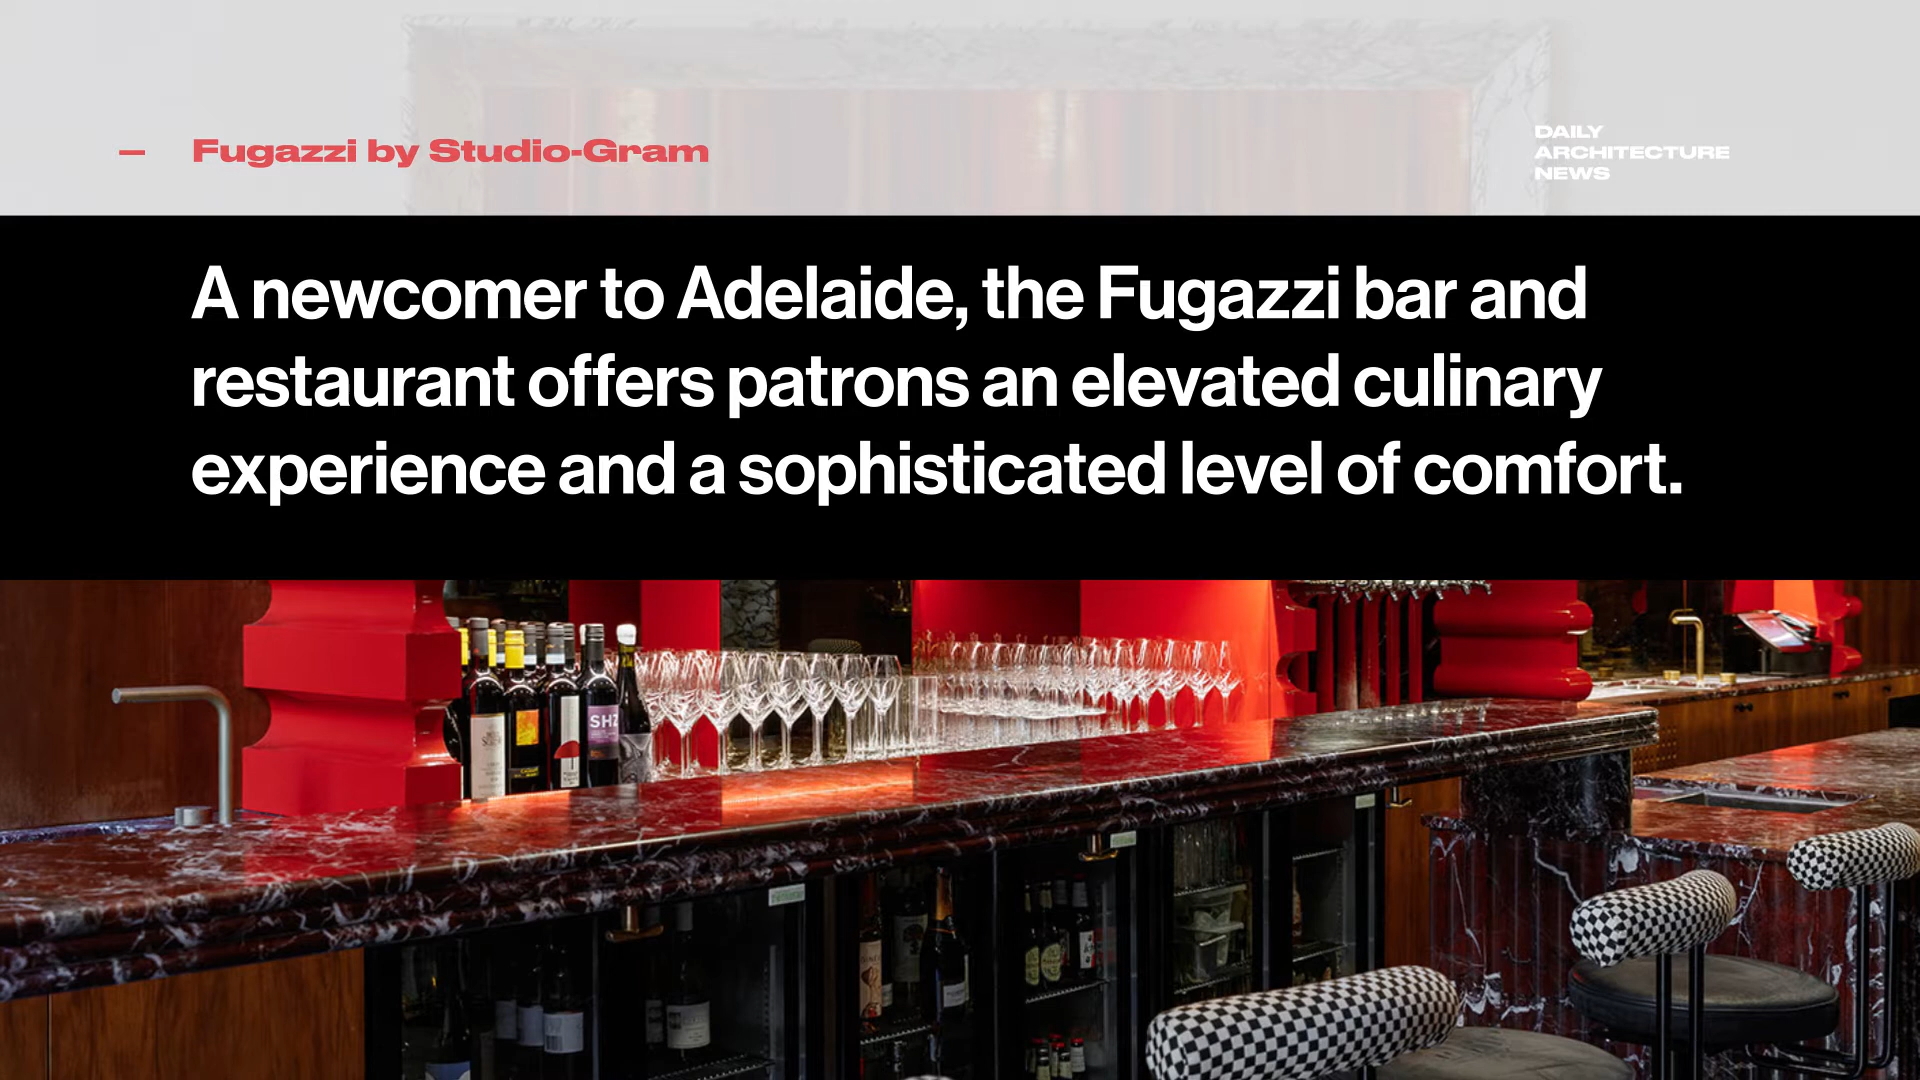 Fugazzi by Studio-Gram
DAILY
ARCHITECTURE
NEWS
A newcomer to Adelaide, the Fugazzi bar and
restaurant offers patrons an elevated culinary
experience and a sophisticated level of comfort.
SHZ